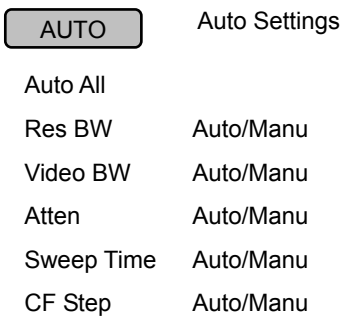 AUTO Auto Settings
Auto All
Res BW Auto/Manu
Video BW Auto/Manu
Atten Auto/Manu
Sweep Time Auto/Manu
CF Step Auto/Manu